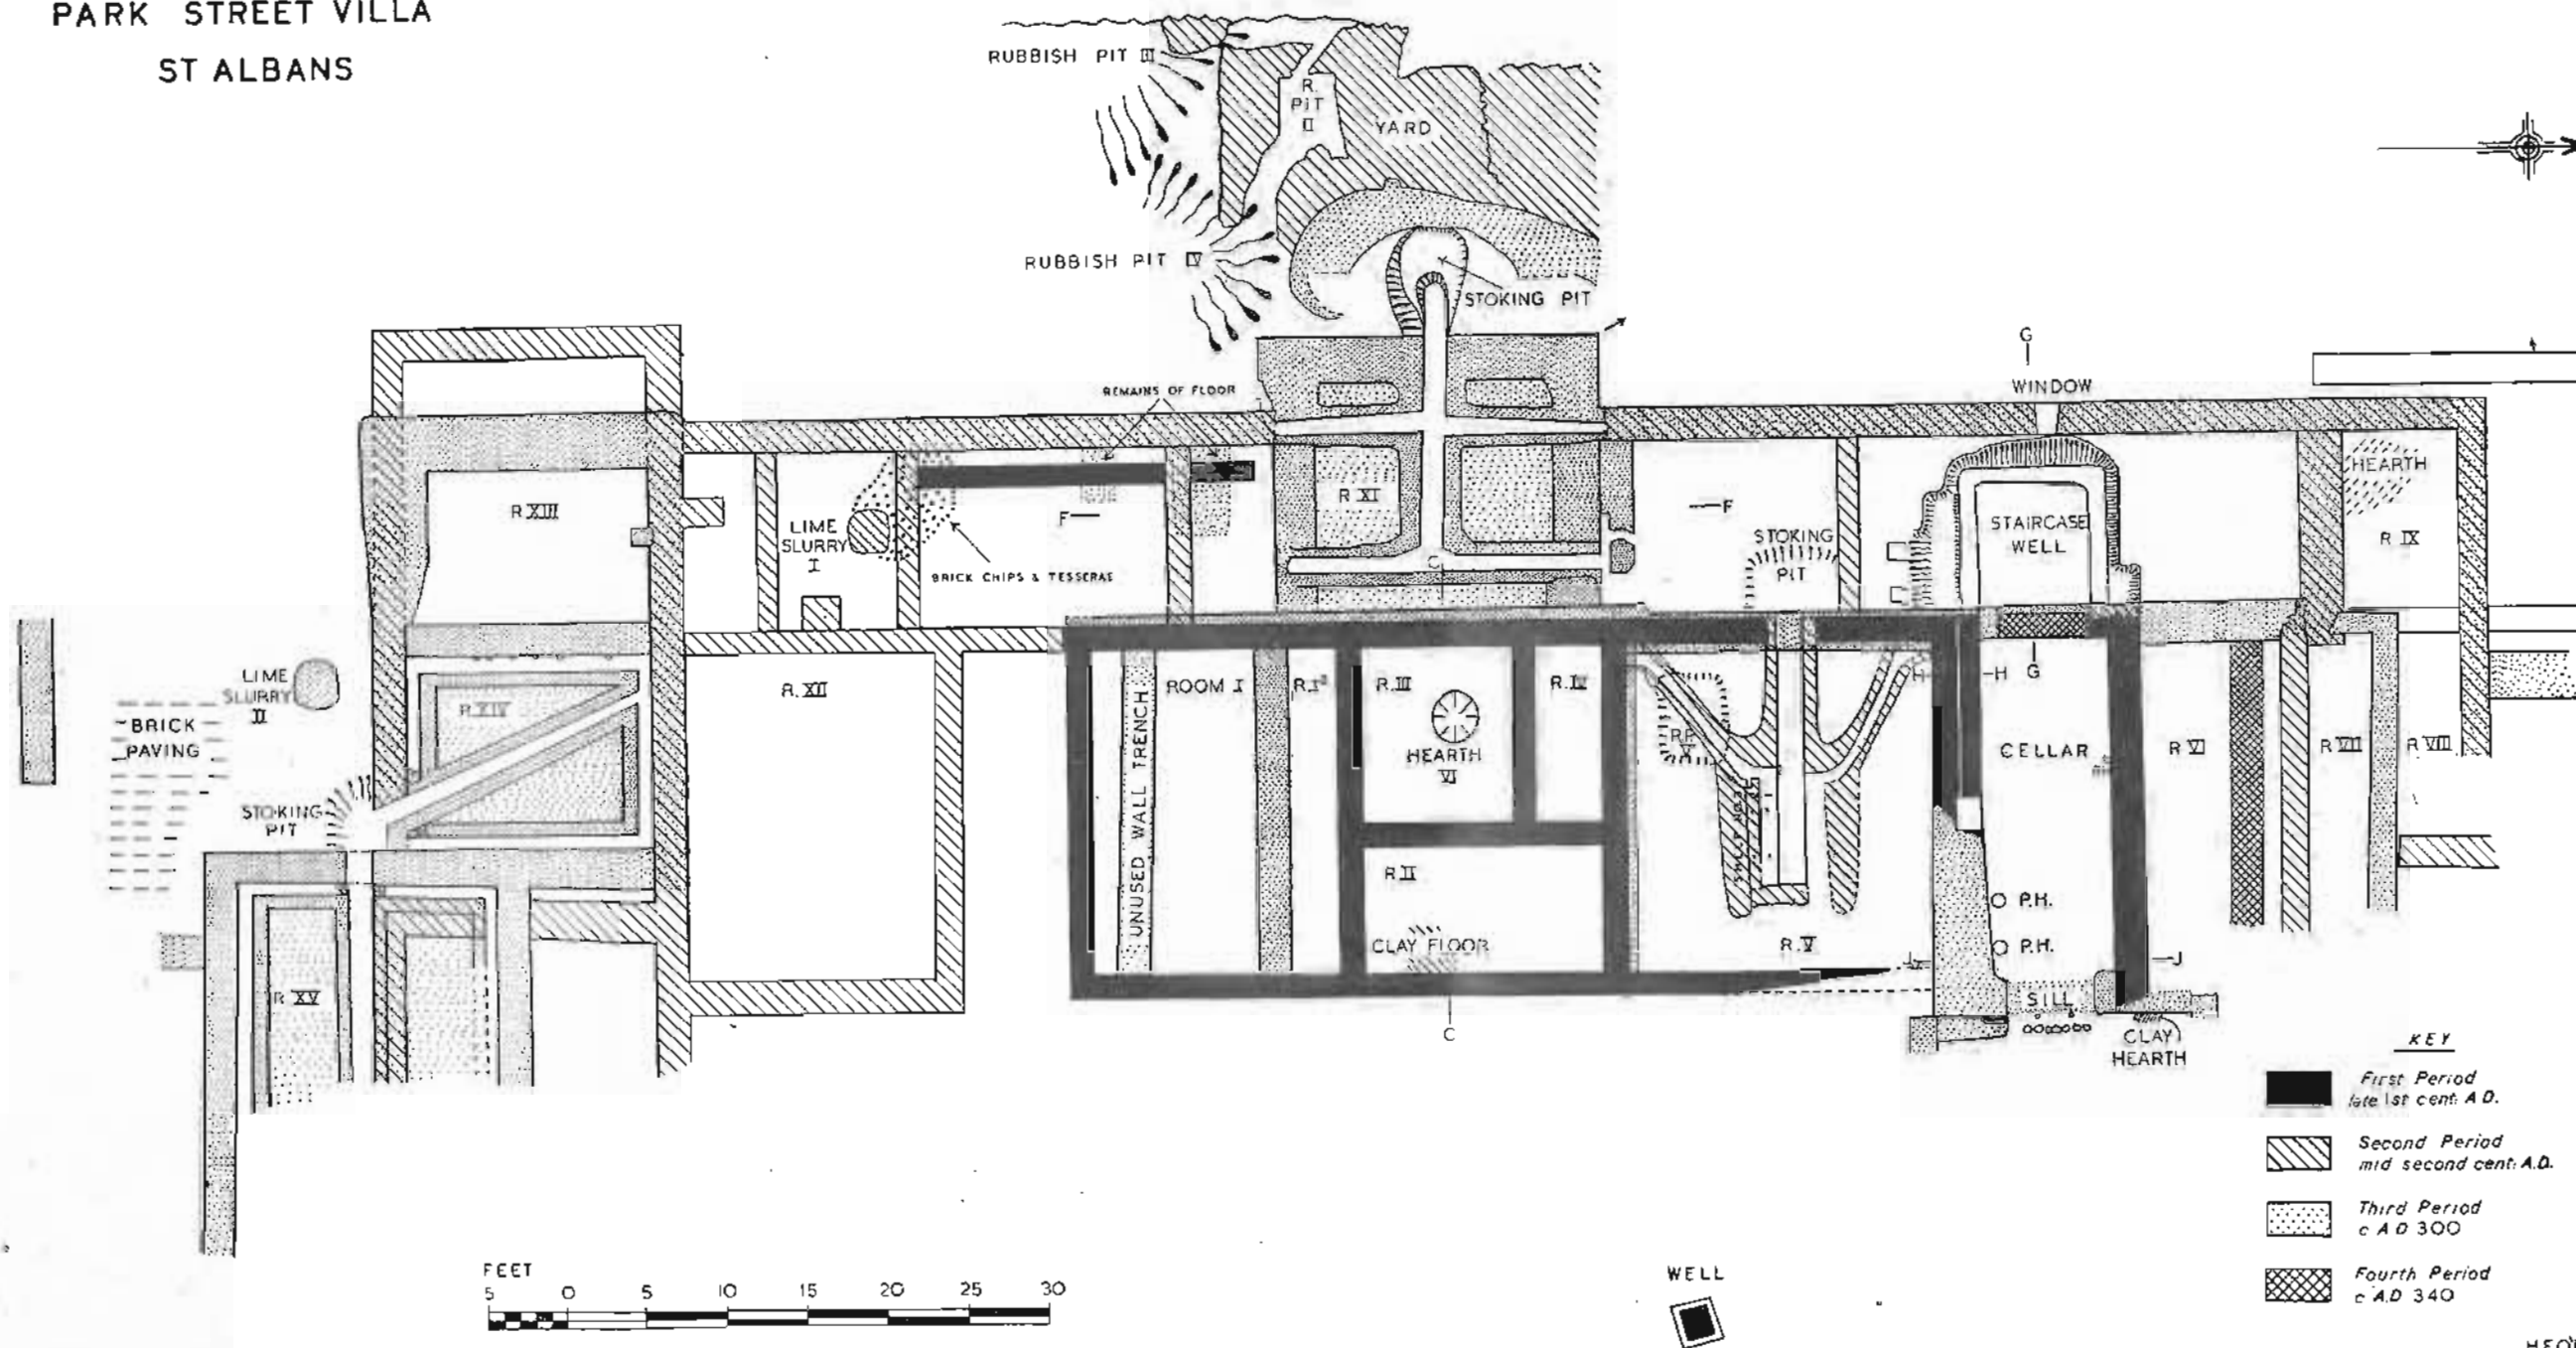 PARK STREET VILLA
ST ALBANS
RUBBISH PIT III
R.
PIT
II
YARD
RUBBISH PIT IV
STOKING PIT
G
WINDOW
REMAINS OF FLOOR
HEARTH
R IX
R XIII
LIME
SLURRY
I
F
BRICK CHIPS & TESSERAE
R XI
C
F
STOKING
PIT
STAIRCASE
WELL
LIME
SLURRY
II
BRICK
PAVING
STOKING
PIT
R XIV
R. XII
UNUSED WALL TRENCH
ROOM I
R.III
HEARTH
VI
R.IV
R.P.
V
H
H
G
CELLAR
R VI
R VII
R VIII
R XV
R II
CLAY FLOOR
R.V
P.H.
P.H.
J
J
SILL
CLAY
HEARTH
C
KEY
First Period
late 1st cent: A D.
Second Period
mid second cent: A.D.
Third Period
c A D 300
Fourth Period
c A.D 340
FEET
5 0 5 10 15 20 25 30
WELL